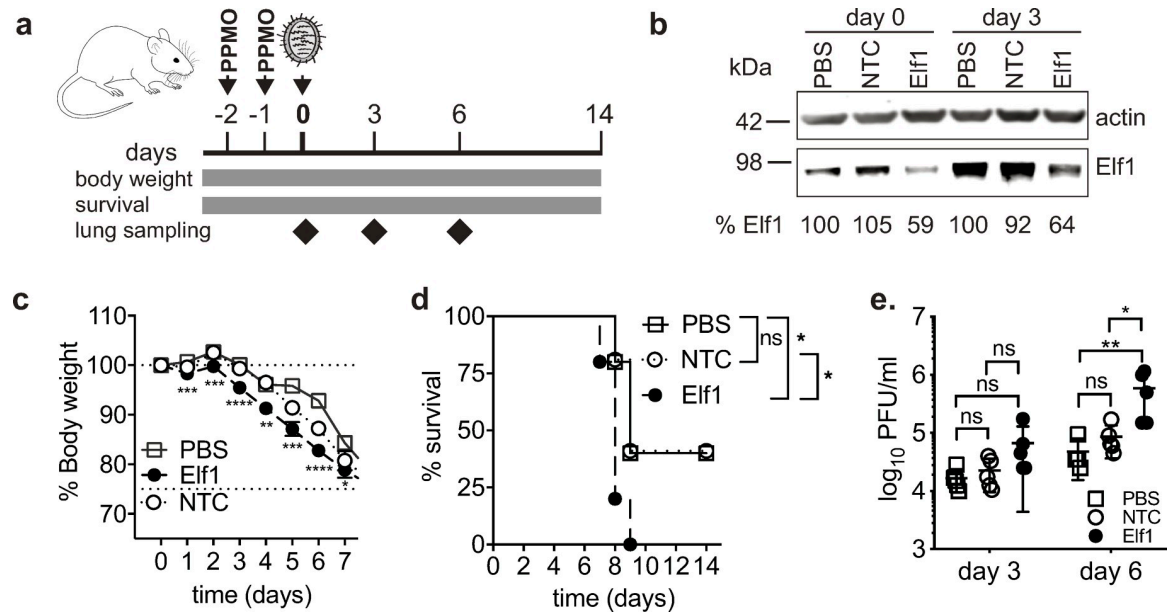 a
PPMO
PPMO
-2 -1 0 3 6 14
days
body weight
survival
lung sampling
b
day 0 day 3
kDa PBS NTC Elf1 PBS NTC Elf1
42 actin
98 Elf1
% Elf1 100 105 59 100 92 64
c
110
100
90
80
70
% Body weight
*** *** **** ** *** **** *
PBS
Elf1
NTC
0 1 2 3 4 5 6 7
time (days)
d
100
75
50
25
0
% survival
PBS
NTC
Elf1
ns * *
0 2 4 6 8 10 12 14
time (days)
e.
7
6
5
4
3
log10 PFU/ml
ns
ns
ns
*
**
ns
PBS
NTC
Elf1
day 3 day 6